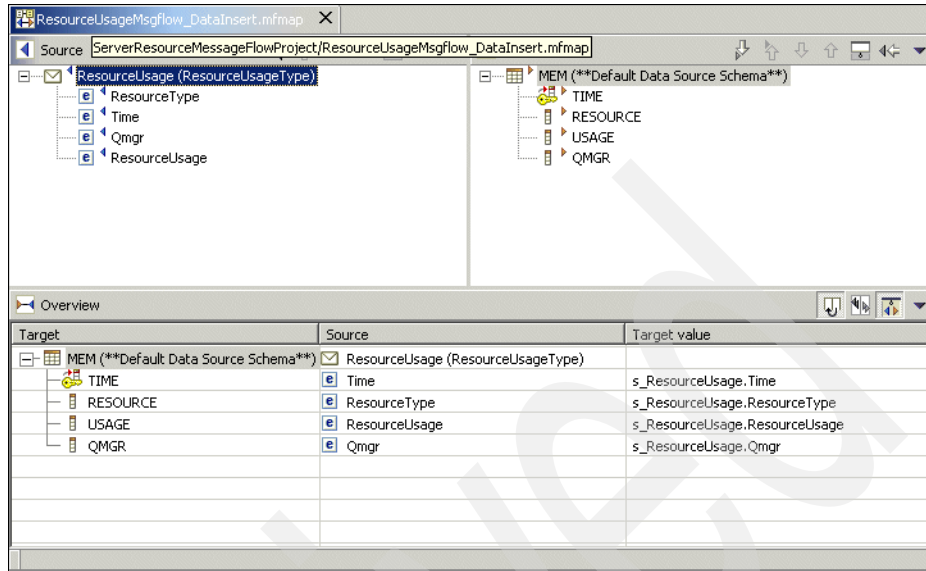 ResourceUsageMsgflow_DataInsert.mfmap
Source
ServerResourceMessageFlowProject/ResourceUsageMsgflow_DataInsert.mfmap
ResourceUsage (ResourceUsageType)
ResourceType
Time
Qmgr
ResourceUsage
MEM (**Default Data Source Schema**)
TIME
RESOURCE
USAGE
QMGR
Overview
Target Source Target value
MEM (**Default Data Source Schema**) ResourceUsage (ResourceUsageType)
TIME Time s_ResourceUsage.Time
RESOURCE ResourceType s_ResourceUsage.ResourceType
USAGE ResourceUsage s_ResourceUsage.ResourceUsage
QMGR Qmgr s_ResourceUsage.Qmgr